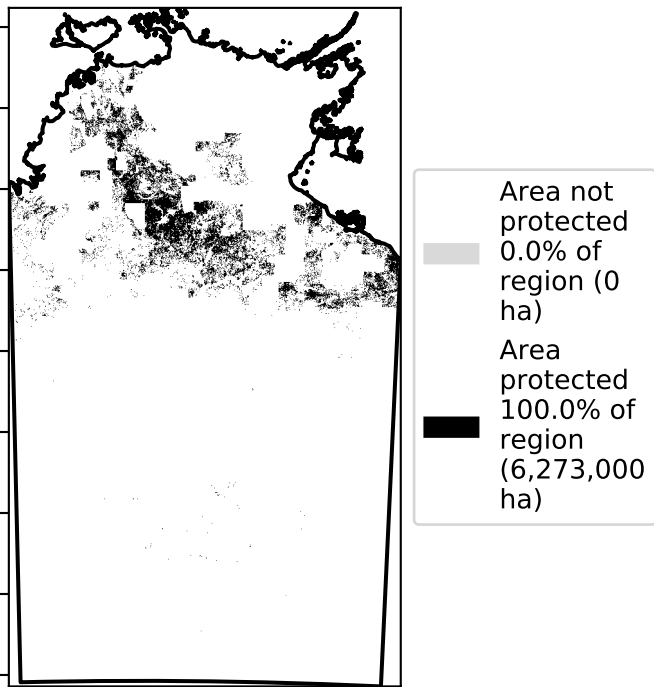 Area not
protected
0.0% of
region (0
ha)
Area
protected
100.0% of
region
(6,273,000
ha)